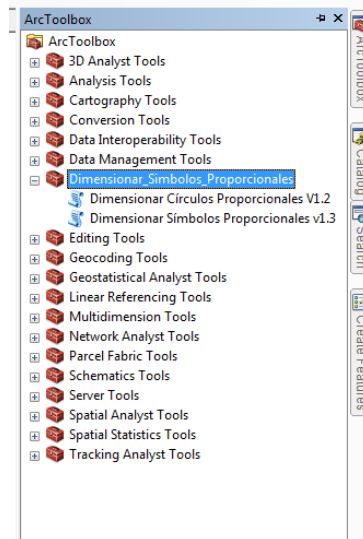 ArcToolbox
ArcToolbox
3D Analyst Tools
Analysis Tools
Cartography Tools
Conversion Tools
Data Interoperability Tools
Data Management Tools
Dimensionar_Simbolos_Proporcionales
Dimensionar Círculos Proporcionales V1.2
Dimensionar Símbolos Proporcionales v1.3
Editing Tools
Geocoding Tools
Geostatistical Analyst Tools
Linear Referencing Tools
Multidimension Tools
Network Analyst Tools
Parcel Fabric Tools
Schematics Tools
Server Tools
Spatial Analyst Tools
Spatial Statistics Tools
Tracking Analyst Tools
ArcToolbox
Catalog
Search
Create Features